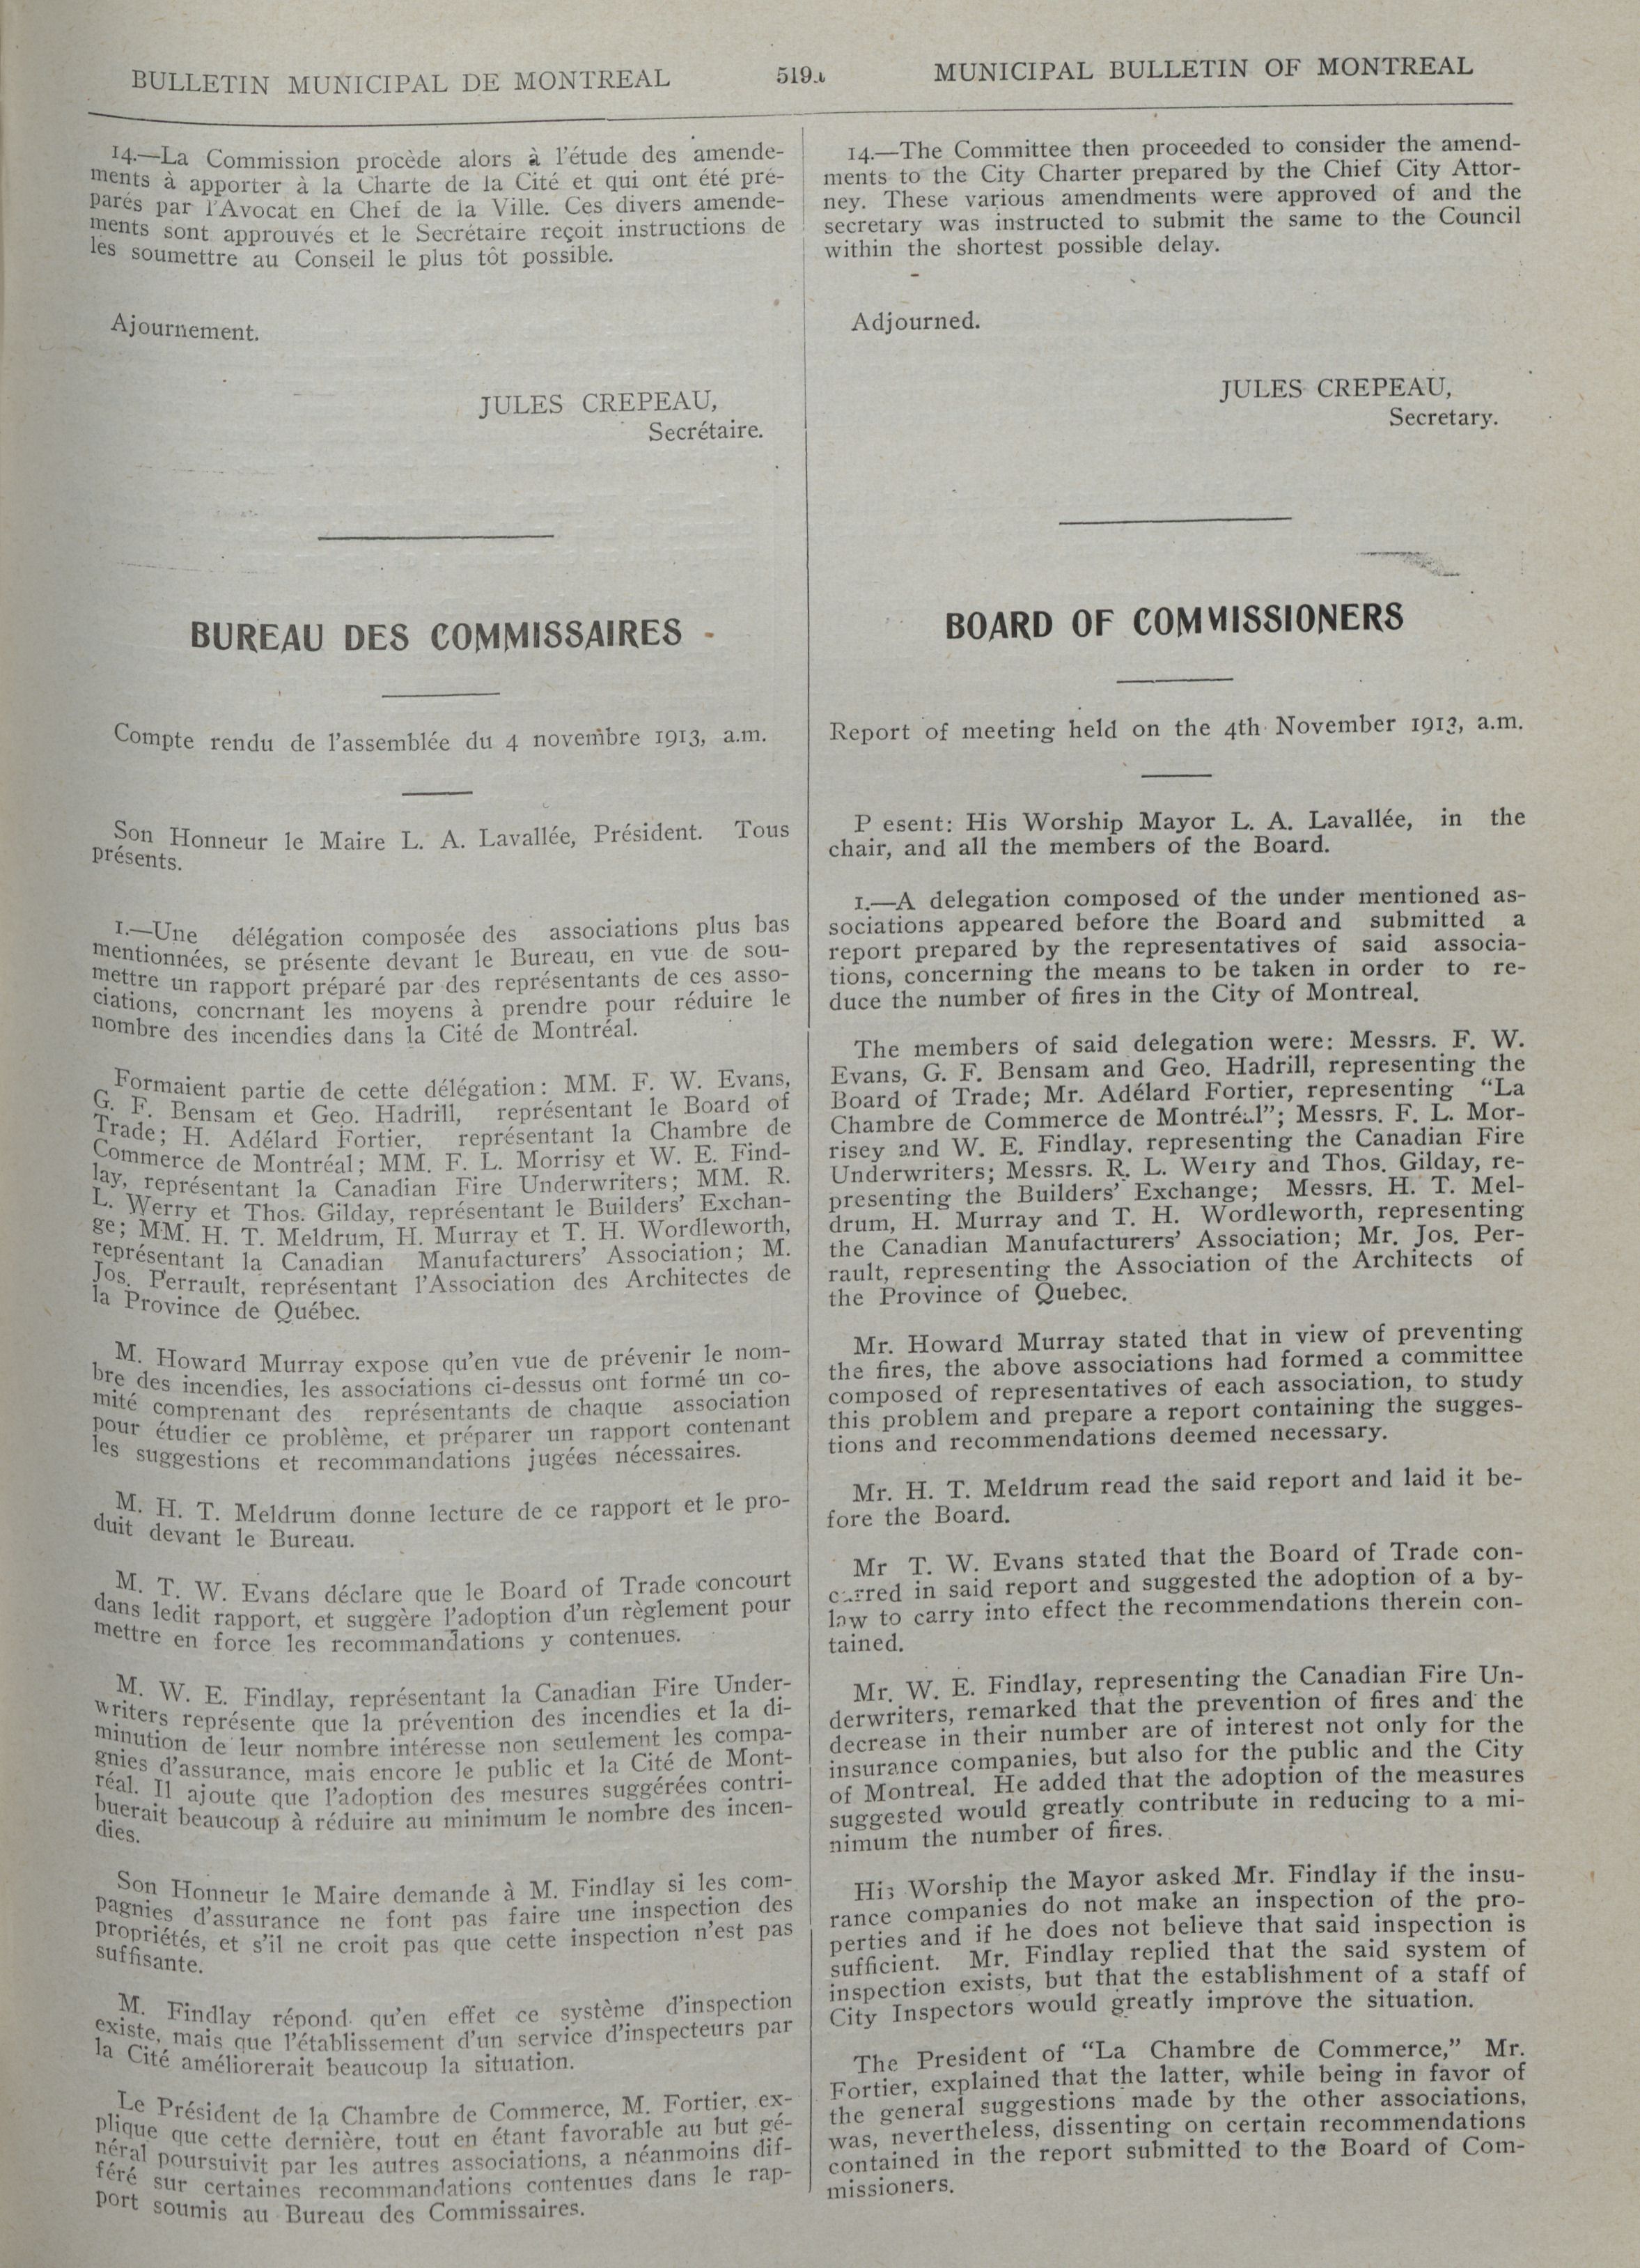 BULLETIN MUNICIPAL DE MONTREAL
519
MUNICIPAL BULLETIN OF MONTREAL
14.—La Commission procède alors à l'étude des amende-
ments à apporter à la Charte de la Cité et qui ont été pré-
parés par l'Avocat en Chef de la Ville. Ces divers amende-
ments sont approuvés et le Secrétaire reçoit instructions de
les soumettre au Conseil le plus tôt possible.
Ajournement.
JULES CREPEAU,
Secrétaire.
BUREAU DES COMMISSAIRES
Compte rendu de l'assemblée du 4 novembre 1913, a.m.
Son Honneur le Maire L. A. Lavallée, Président. Tous
présents.
1.—Une délégation composée des associations plus bas
mentionnées, se présente devant le Bureau, en vue de sou-
mettre un rapport préparé par des représentants de ces asso-
ciations, concrnant les moyens à prendre pour réduire le
nombre des incendies dans la Cité de Montréal.
Formaient partie de cette délégation: MM. F. W. Evans,
G. F. Bensam et Geo. Hadrill, représentant le Board of
Trade; H. Adélard Fortier, représentant la Chambre de
Commerce de Montréal; MM. F. L. Morrisy et W. E. Find-
lay, représentant la Canadian Fire Underwriters; MM. R.
L. Werry et Thos. Gilday, représentant le Builders' Exchan-
ge; MM. H. T. Meldrum, H. Murray et T. H. Wordleworth,
représentant la Canadian Manufacturers' Association; M.
Jos. Perrault, représentant l'Association des Architectes de
la Province de Québec.
M. Howard Murray expose qu'en vue de prévenir le nom-
bre des incendies, les associations ci-dessus ont formé un co-
mité comprenant des représentants de chaque association
pour étudier ce problème, et préparer un rapport contenant
les suggestions et recommandations jugées nécessaires.
M. H. T. Meldrum donne lecture de ce rapport et le pro-
duit devant le Bureau.
M. T. W. Evans déclare que le Board of Trade concourt
dans ledit rapport, et suggère l'adoption d'un règlement pour
mettre en force les recommandations y contenues.
M. W. E. Findlay, représentant la Canadian Fire Under-
writers représente que la prévention des incendies et la di-
minution de leur nombre intéresse non seulement les compa-
gnies d'assurance, mais encore le public et la Cité de Mont-
réal. Il ajoute que l'adoption des mesures suggérées contri-
buerait beaucoup à réduire au minimum le nombre des incen-
dies.
Son Honneur le Maire demande à M. Findlay si les com-
pagnies d'assurance ne font pas faire une inspection des
propriétés, et s'il ne croit pas que cette inspection n'est pas
suffisante.
M. Findlay répond qu'en effet ce système d'inspection
existe, mais que l'établissement d'un service d'inspecteurs par
la Cité améliorerait beaucoup la situation.
Le Président de la Chambre de Commerce, M. Fortier, ex-
plique que cette dernière, tout en étant favorable au but gé-
néral poursuivit par les autres associations, a néanmoins dif-
féré sur certaines recommandations contenues dans le rap-
port soumis au Bureau des Commissaires.
14.—The Committee then proceeded to consider the amend-
ments to the City Charter prepared by the Chief City Attor-
ney. These various amendments were approved of and the
secretary was instructed to submit the same to the Council
within the shortest possible delay.
Adjourned.
JULES CREPEAU,
Secretary.
BOARD OF COMMISSIONERS
Report of meeting held on the 4th November 1913, a.m.
P esent: His Worship Mayor L. A. Lavallée, in the
chair, and all the members of the Board.
1.—A delegation composed of the under mentioned as-
sociations appeared before the Board and submitted a
report prepared by the representatives of said associa-
tions, concerning the means to be taken in order to re-
duce the number of fires in the City of Montreal.
The members of said delegation were: Messrs. F. W.
Evans, G. F. Bensam and Geo. Hadrill, representing the
Board of Trade; Mr. Adélard Fortier, representing "La
Chambre de Commerce de Montréal"; Messrs. F. L. Mor-
risey and W. E. Findlay, representing the Canadian Fire
Underwriters; Messrs. R. L. Weiry and Thos. Gilday, re-
presenting the Builders' Exchange; Messrs. H. T. Mel-
drum, H. Murray and T. H. Wordleworth, representing
the Canadian Manufacturers' Association; Mr. Jos. Per-
rault, representing the Association of the Architects of
the Province of Quebec.
Mr. Howard Murray stated that in view of preventing
the fires, the above associations had formed a committee
composed of representatives of each association, to study
this problem and prepare a report containing the sugges-
tions and recommendations deemed necessary.
Mr. H. T. Meldrum read the said report and laid it be-
fore the Board.
Mr T. W. Evans stated that the Board of Trade con-
curred in said report and suggested the adoption of a by-
law to carry into effect the recommendations therein con-
tained.
Mr. W. E. Findlay, representing the Canadian Fire Un-
derwriters, remarked that the prevention of fires and the
decrease in their number are of interest not only for the
insurance companies, but also for the public and the City
of Montreal. He added that the adoption of the measures
suggested would greatly contribute in reducing to a mi-
nimum the number of fires.
His Worship the Mayor asked Mr. Findlay if the insu-
rance companies do not make an inspection of the pro-
perties and if he does not believe that said inspection is
sufficient. Mr. Findlay replied that the said system of
inspection exists, but that the establishment of a staff of
City Inspectors would greatly improve the situation.
The President of "La Chambre de Commerce," Mr.
Fortier, explained that the latter, while being in favor of
the general suggestions made by the other associations,
was, nevertheless, dissenting on certain recommendations
contained in the report submitted to the Board of Com-
missioners.